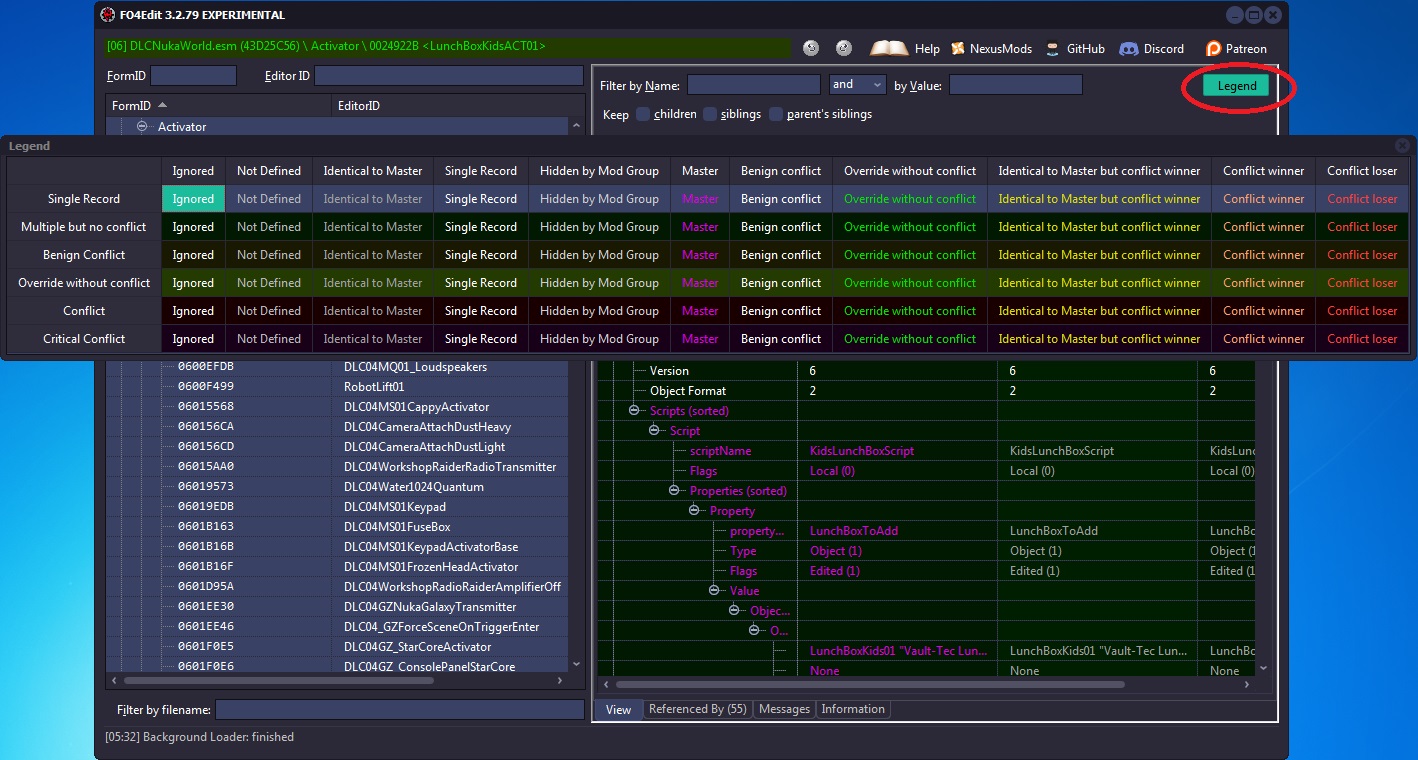 FO4Edit 3.2.79 EXPERIMENTAL
[06] DLCNukaWorld.esm (43D25C56) \ Activator \ 0024922B <LunchBoxKidsACT01>
Help NexusMods GitHub Discord Patreon
FormID Editor ID
Filter by Name: and by Value: Legend
FormID EditorID
Keep children siblings parent's siblings
Activator
Legend
Ignored Not Defined Identical to Master Single Record Hidden by Mod Group Master Benign conflict Override without conflict Identical to Master but conflict winner Conflict winner Conflict loser
Single Record Ignored Not Defined Identical to Master Single Record Hidden by Mod Group Master Benign conflict Override without conflict Identical to Master but conflict winner Conflict winner Conflict loser
Multiple but no conflict Ignored Not Defined Identical to Master Single Record Hidden by Mod Group Master Benign conflict Override without conflict Identical to Master but conflict winner Conflict winner Conflict loser
Benign Conflict Ignored Not Defined Identical to Master Single Record Hidden by Mod Group Master Benign conflict Override without conflict Identical to Master but conflict winner Conflict winner Conflict loser
Override without conflict Ignored Not Defined Identical to Master Single Record Hidden by Mod Group Master Benign conflict Override without conflict Identical to Master but conflict winner Conflict winner Conflict loser
Conflict Ignored Not Defined Identical to Master Single Record Hidden by Mod Group Master Benign conflict Override without conflict Identical to Master but conflict winner Conflict winner Conflict loser
Critical Conflict Ignored Not Defined Identical to Master Single Record Hidden by Mod Group Master Benign conflict Override without conflict Identical to Master but conflict winner Conflict winner Conflict loser
0600EFDB DLC04MQ01_Loudspeakers
0600F499 RobotLift01
06015568 DLC04MS01CappyActivator
060156CA DLC04CameraAttachDustHeavy
060156CD DLC04CameraAttachDustLight
06015AA0 DLC04WorkshopRaiderRadioTransmitter
06019573 DLC04Water1024Quantum
06019EDB DLC04MS01Keypad
0601B163 DLC04MS01FuseBox
0601B16B DLC04MS01KeypadActivatorBase
0601B16F DLC04MS01FrozenHeadActivator
0601D95A DLC04WorkshopRadioRaiderAmplifierOff
0601EE30 DLC04GZNukaGalaxyTransmitter
0601EE46 DLC04_GZForceSceneOnTriggerEnter
0601F0E5 DLC04GZ_StarCoreActivator
0601F0E6 DLC04GZ_ConsolePanelStarCore
Version 6 6 6
Object Format 2 2 2
Scripts (sorted)
Script
scriptName KidsLunchBoxScript KidsLunchBoxScript KidsLunc
Flags Local (0) Local (0) Local (0)
Properties (sorted)
Property
property... LunchBoxToAdd LunchBoxToAdd LunchBo
Type Object (1) Object (1) Object (1
Flags Edited (1) Edited (1) Edited (1)
Value
Objec...
O...
LunchBoxKids01 "Vault-Tec Lun... LunchBoxKids01 "Vault-Tec Lun... LunchBo
None None None
Filter by filename:
View Referenced By (55) Messages Information
[05:32] Background Loader: finished